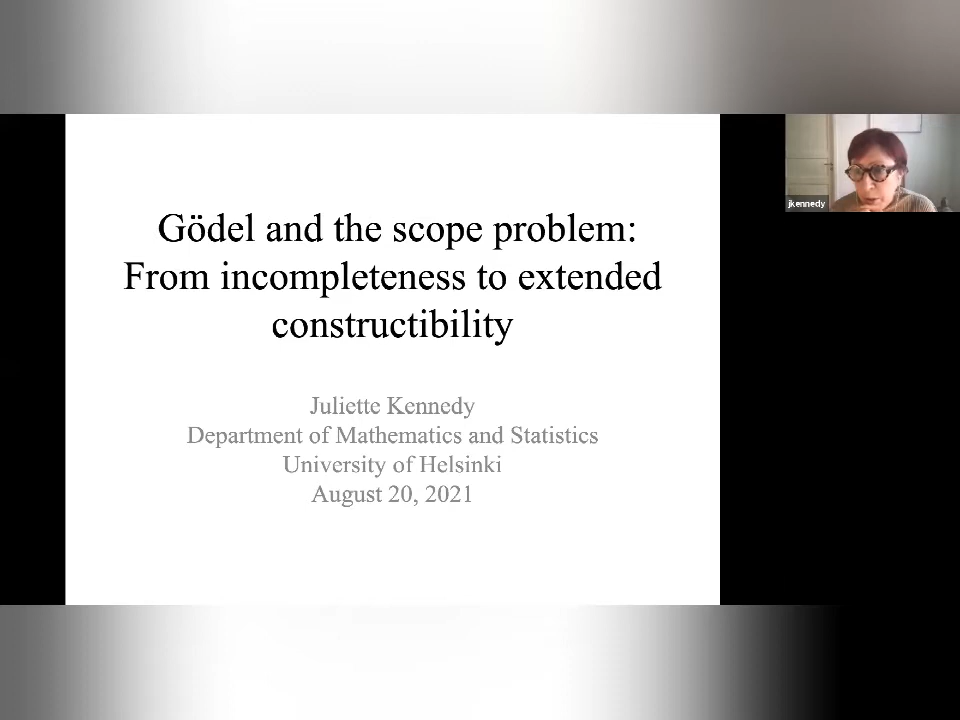 Gödel and the scope problem:
From incompleteness to extended
constructibility
Juliette Kennedy
Department of Mathematics and Statistics
University of Helsinki
August 20, 2021
jkennedy